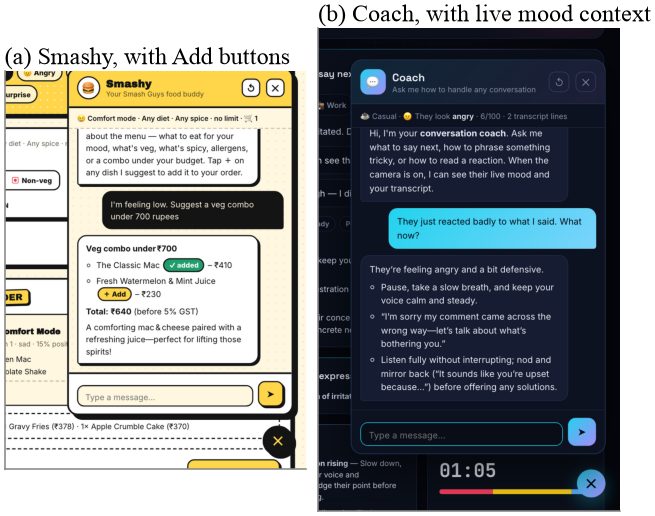 (a) Smashy, with Add buttons
Angry
urprise
Smashy
Your Smash Guys food buddy
Comfort mode · Any diet · Any spice · no limit · 🛒 1
diet · Any spice ·
Non-veg
about the menu — what to eat for your
mood, what's veg, what's spicy, allergens,
or a combo under your budget. Tap + on
any dish I suggest to add it to your order.
I'm feeling low. Suggest a veg combo
under 700 rupees
Veg combo under ₹700
The Classic Mac ✓ added – ₹410
Fresh Watermelon & Mint Juice
+ Add – ₹230
Total: ₹640 (before 5% GST)
A comforting mac & cheese paired with a
refreshing juice—perfect for lifting those
spirits!
DER
omfort Mode
n 1 · sad · 15% posi
en Mac
olate Shake
Type a message...
Gravy Fries (₹378) · 1× Apple Crumble Cake (₹370)
(b) Coach, with live mood context
say nex
Work
itated. D
n see th
gh — I di
ady
keep you
stration
ir conce
ncrete n
expres
of irritat
Coach
Ask me how to handle any conversation
Casual · 😠 They look angry · 6/100 · 2 transcript lines
Hi, I'm your conversation coach. Ask me
what to say next, how to phrase something
tricky, or how to read a reaction. When the
camera is on, I can see their live mood and
your transcript.
They just reacted badly to what I said. What
now?
They're feeling angry and a bit defensive.
Pause, take a slow breath, and keep your
voice calm and steady.
“I'm sorry my comment came across the
wrong way—let's talk about what's
bothering you.”
Listen fully without interrupting; nod and
mirror back (“It sounds like you're upset
because...”) before offering any solutions.
Type a message...
on rising — Slow down,
r voice and
dge their point before
g.
01:05